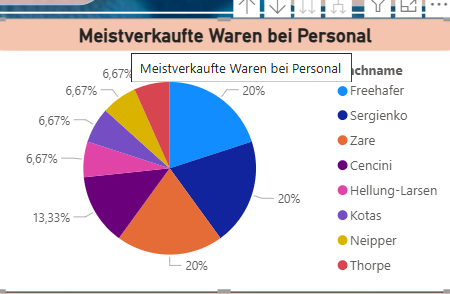 Meistverkaufte Waren bei Personal
Meistverkaufte Waren bei Personal
6,67%
6,67%
6,67%
6,67%
13,33%
20%
20%
20%
chname
Freehafer
Sergienko
Zare
Cencini
Hellung-Larsen
Kotas
Neipper
Thorpe